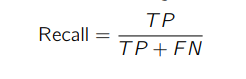 Recall = TP / TP + FN